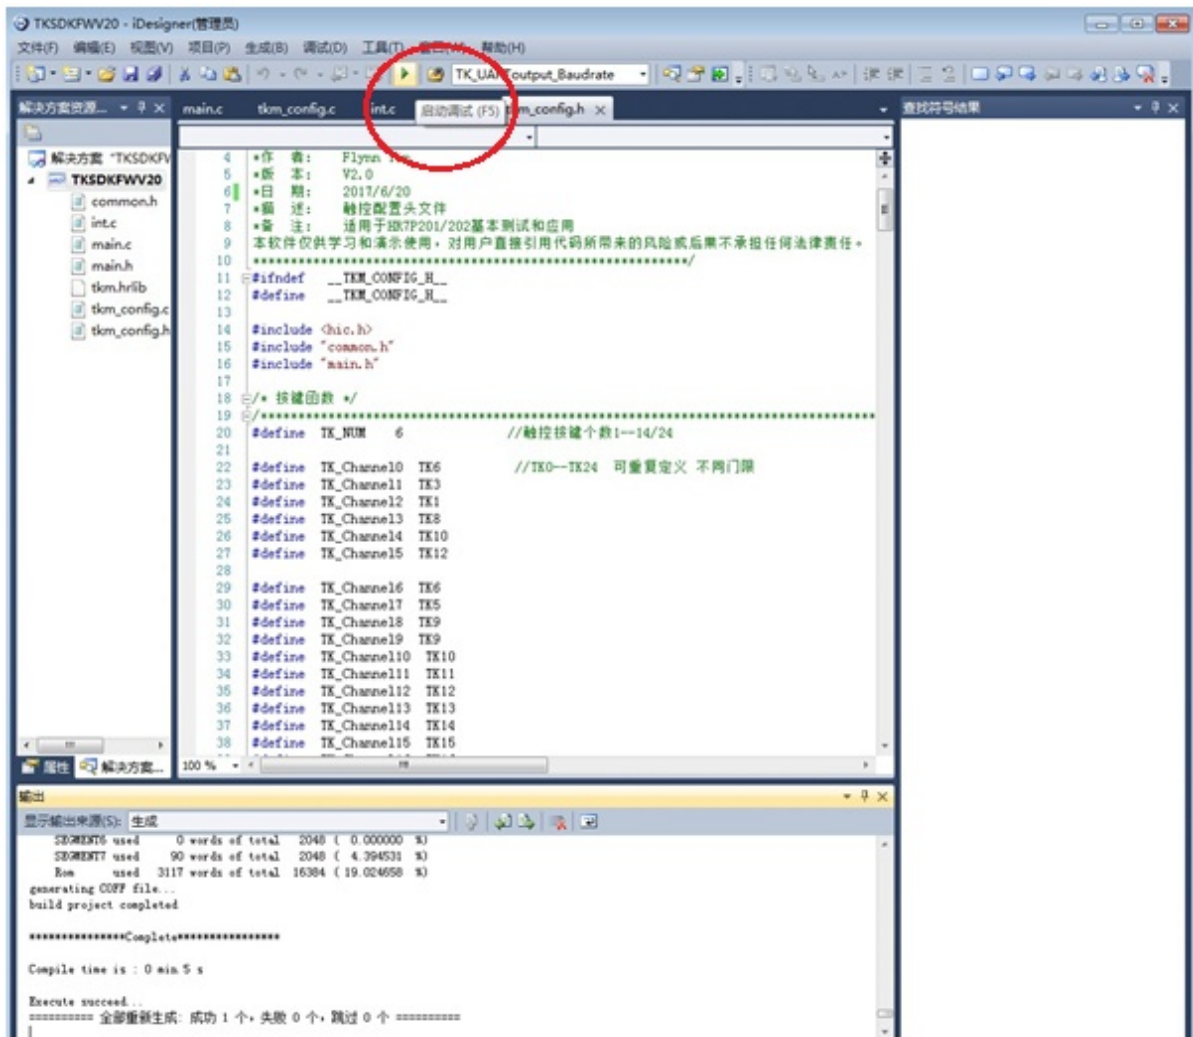 TKSDKFWV20 - iDesigner(管理员)
文件(F) 编辑(E) 视图(V) 项目(P) 生成(B) 调试(D) 工具(T) 窗口(W) 帮助(H)
TK_UARToutput_Baudrate
解决方案资源...
main.c tkm_config.c int.c tkm_config.h
查找符号结果
启动调试 (F5)
解决方案 "TKSDKFV
TKSDKFWV20
common.h
int.c
main.c
main.h
tkm.hrlib
tkm_config.c
tkm_config.h
4 *作 者: Flynn
5 *版 本: V2.0
6 *日 期: 2017/6/20
7 *描 述: 触控配置头文件
8 *备 注: 适用于HR7P201/202基本测试和应用
9 本软件仅供学习和演示使用，对用户直接引用代码所带来的风险或后果不承担任何法律责任。
10 *****************************************************/
11 #ifndef __TKM_CONFIG_H__
12 #define __TKM_CONFIG_H__
13
14 #include <hic.h>
15 #include "common.h"
16 #include "main.h"
17
18 /* 按键函数 */
19 /****************************************************************************
20 #define TK_NUM 6 //触控按键个数1--14/24
21
22 #define TK_Channel0 TK6 //TK0--TK24 可重复定义 不同门限
23 #define TK_Channel1 TK3
24 #define TK_Channel2 TK1
25 #define TK_Channel3 TK8
26 #define TK_Channel4 TK10
27 #define TK_Channel5 TK12
28
29 #define TK_Channel6 TK6
30 #define TK_Channel7 TK5
31 #define TK_Channel8 TK9
32 #define TK_Channel9 TK9
33 #define TK_Channel10 TK10
34 #define TK_Channel11 TK11
35 #define TK_Channel12 TK12
36 #define TK_Channel13 TK13
37 #define TK_Channel14 TK14
38 #define TK_Channel15 TK15
属性 解决方案...
100 %
输出
显示输出来源(S): 生成
SEGMENT6 used 0 words of total 2048 ( 0.000000 %)
SEGMENT7 used 90 words of total 2048 ( 4.394531 %)
Rom used 3117 words of total 16384 ( 19.024658 %)
generating COFF file...
build project completed
***************Complete****************
Compile time is : 0 min 5 s
Execute succeed...
========== 全部重新生成: 成功 1 个，失败 0 个，跳过 0 个 ==========